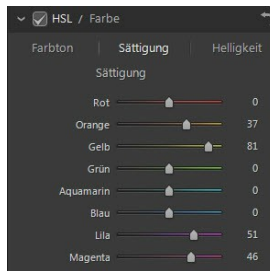 HSL / Farbe
Farbton | Sättigung | Helligkeit
Sättigung
Rot 0
Orange 37
Gelb 81
Grün 0
Aquamarin 0
Blau 0
Lila 51
Magenta 46